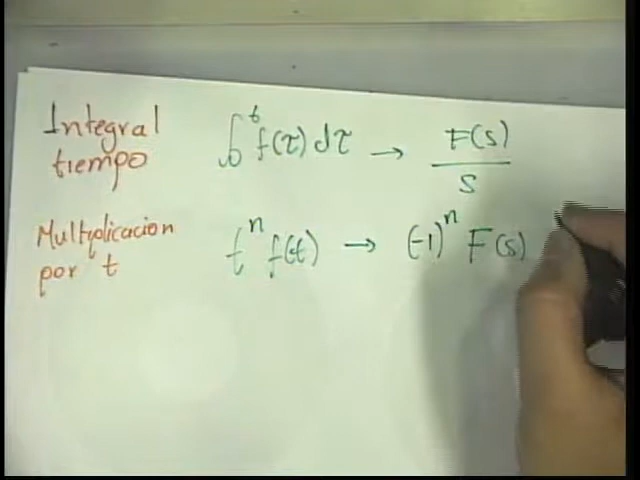 Integral
tiempo
∫₀ᵗ f(τ) dτ → F(s)/s
Multiplicacion
por t
tⁿ f(t) → (-1)ⁿ F(s)